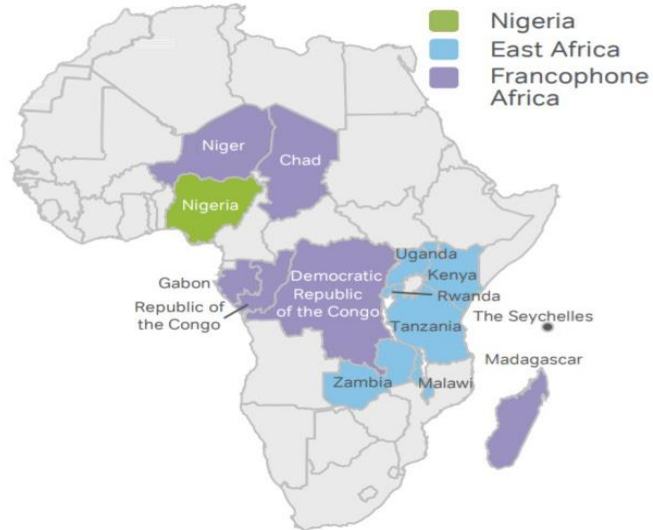 Nigeria
East Africa
Francophone
Africa
Niger
Chad
Nigeria
Uganda
Kenya
Gabon
Democratic
Republic
of the Congo
Rwanda
Republic of
the Congo
Tanzania
The Seychelles
Madagascar
Zambia
Malawi